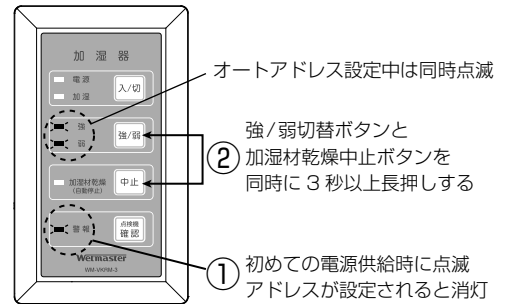 加湿器
電源
加湿
入/切
オートアドレス設定中は同時点滅
強
弱
強/弱
②
強/弱切替ボタンと
加湿材乾燥中止ボタンを
同時に3秒以上長押しする
加湿材乾燥
(自動停止)
中止
警報
点検機
確認
Wetmaster
WM-VKRM-3
①
初めての電源供給時に点滅
アドレスが設定されると消灯